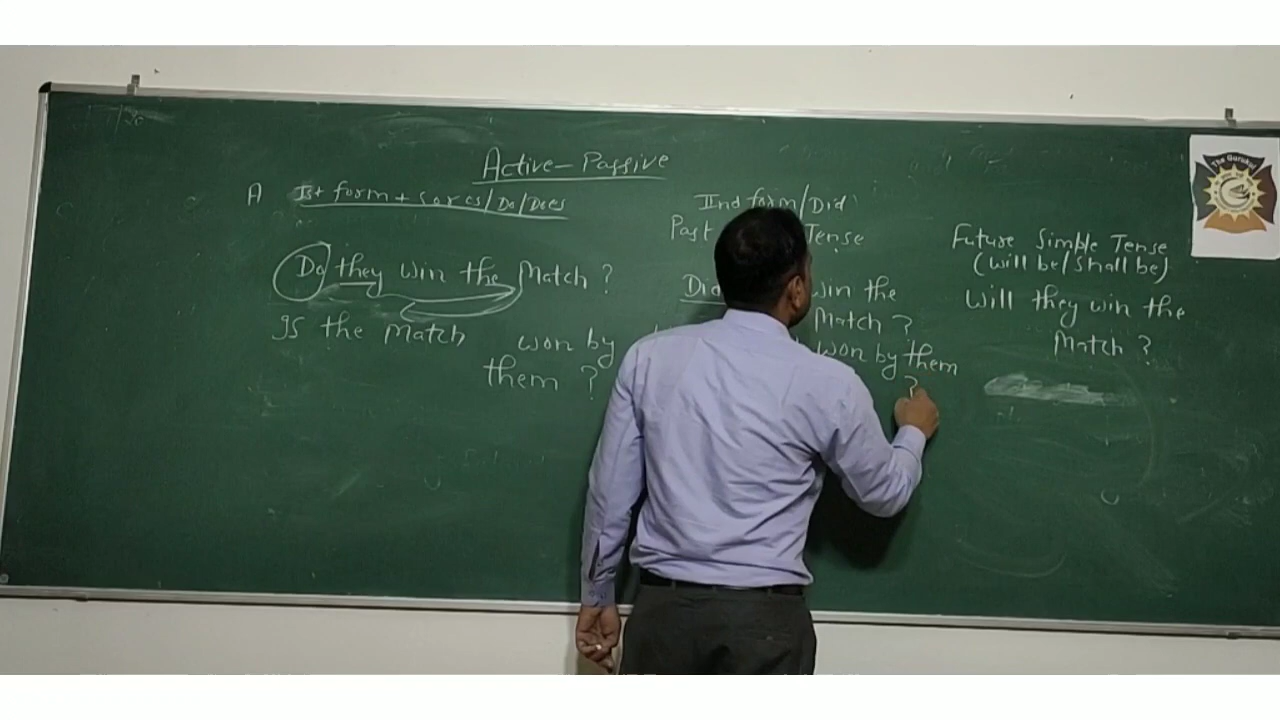 Active - Passive
A Ist form + s or es / Do / Does
Do they win the Match ?
Is the Match won by
them ?
IInd form / Did
Past Tense
Did win the
Match ?
won by them
?
Future Simple Tense
(will be / shall be)
Will they win the
Match ?
The Gurukul